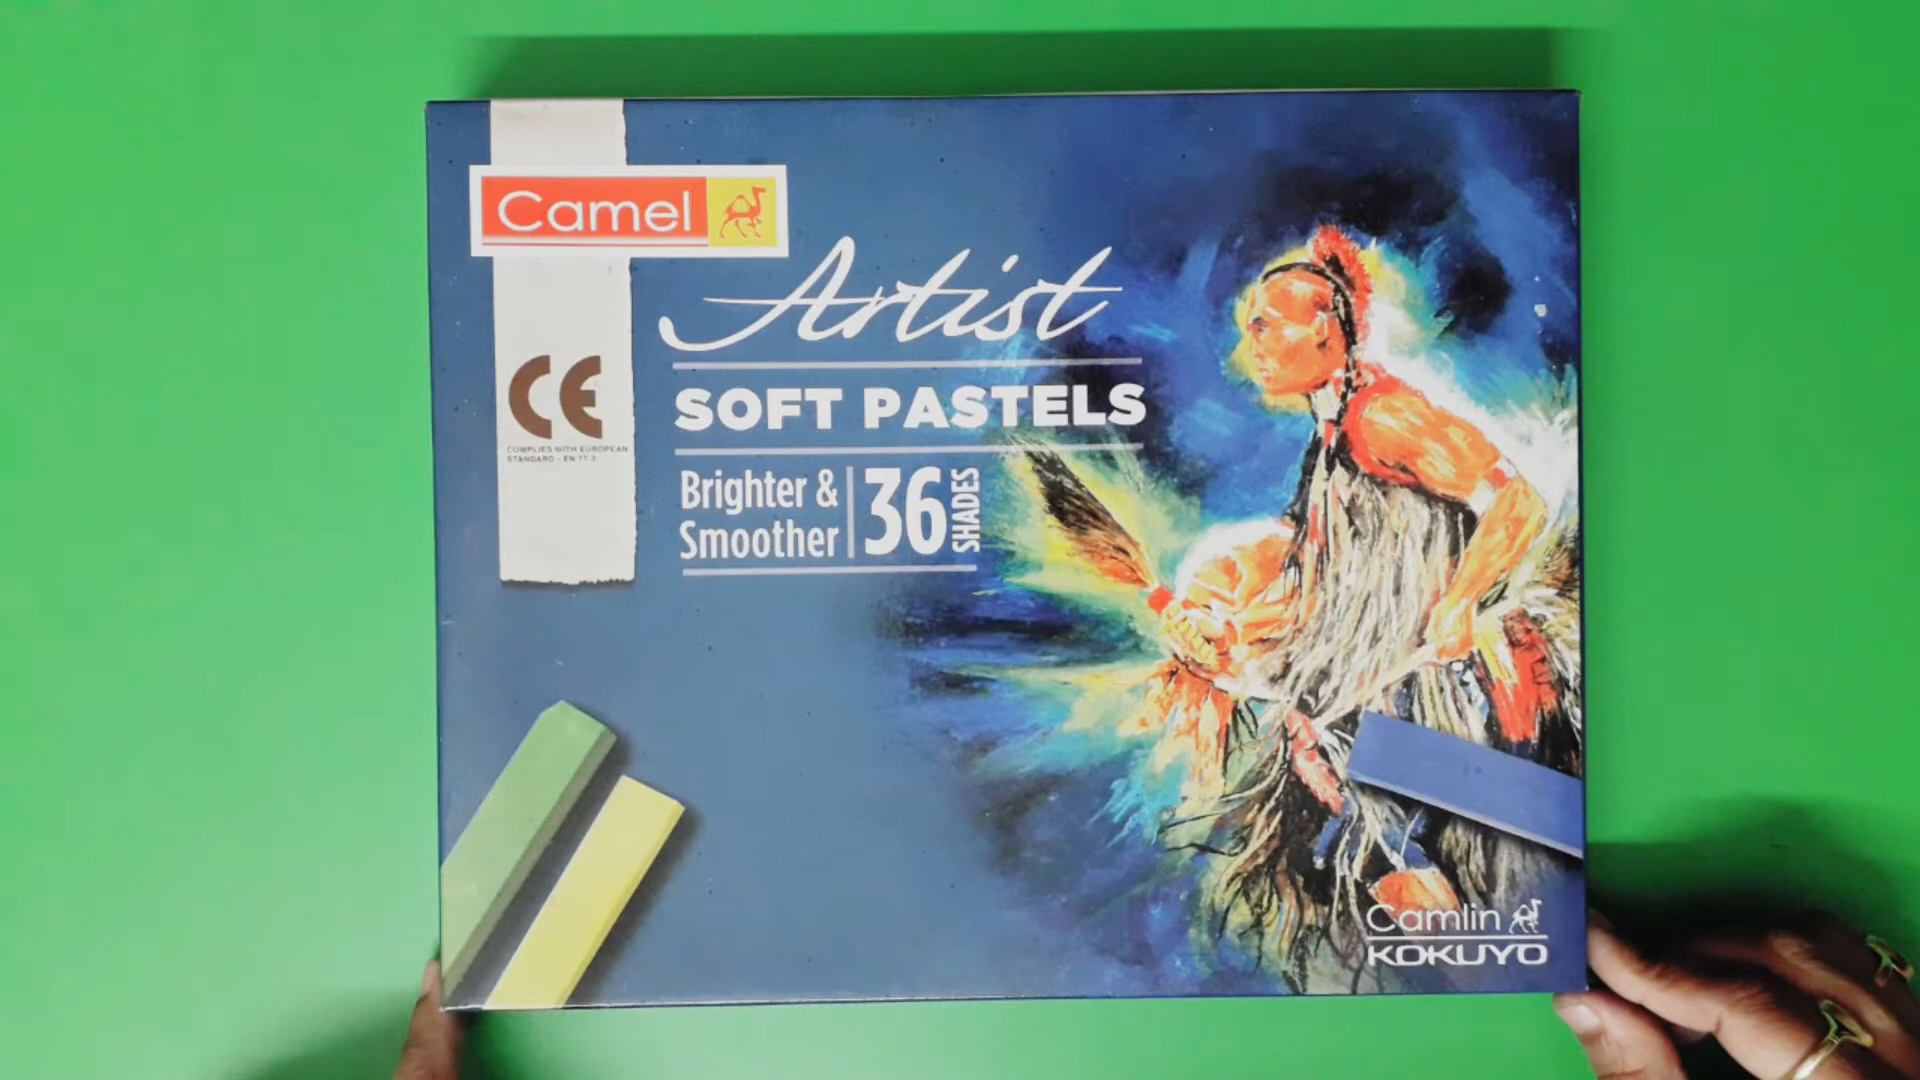 Camel
Artist
SOFT PASTELS
Brighter &
Smoother
36
SHADES
CE
COMPLIES WITH EUROPEAN
STANDARD - EN 71-3
Camlin
KOKUYO